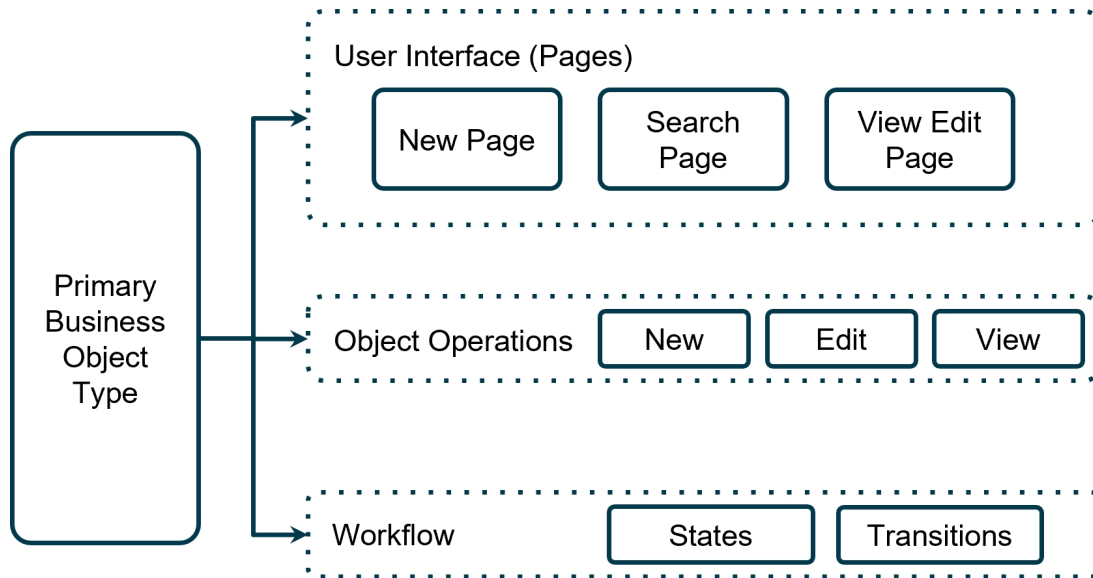 User Interface (Pages)
New Page
Search
Page
View Edit
Page
Primary
Business
Object
Type
Object Operations
New
Edit
View
Workflow
States
Transitions